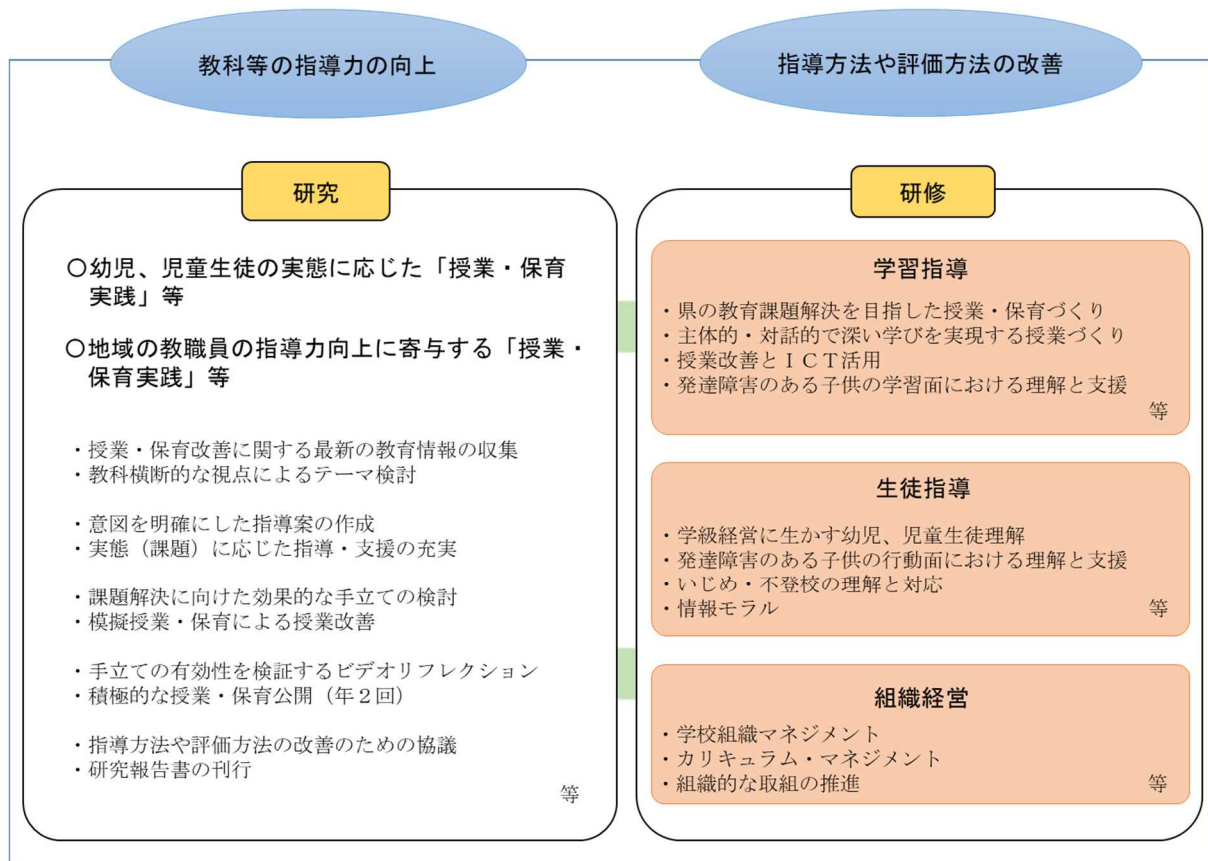 教科等の指導力の向上
指導方法や評価方法の改善
研究
〇幼児、児童生徒の実態に応じた「授業・保育
実践」等
〇地域の教職員の指導力向上に寄与する「授業・
保育実践」等
・授業・保育改善に関する最新の教育情報の収集
・教科横断的な視点によるテーマ検討
・意図を明確にした指導案の作成
・実態（課題）に応じた指導・支援の充実
・課題解決に向けた効果的な手立ての検討
・模擬授業・保育による授業改善
・手立ての有効性を検証するビデオリフレクション
・積極的な授業・保育公開（年２回）
・指導方法や評価方法の改善のための協議
・研究報告書の刊行
等
研修
学習指導
・県の教育課題解決を目指した授業・保育づくり
・主体的・対話的で深い学びを実現する授業づくり
・授業改善とＩＣＴ活用
・発達障害のある子供の学習面における理解と支援
等
生徒指導
・学級経営に生かす幼児、児童生徒理解
・発達障害のある子供の行動面における理解と支援
・いじめ・不登校の理解と対応
・情報モラル 等
組織経営
・学校組織マネジメント
・カリキュラム・マネジメント
・組織的な取組の推進 等